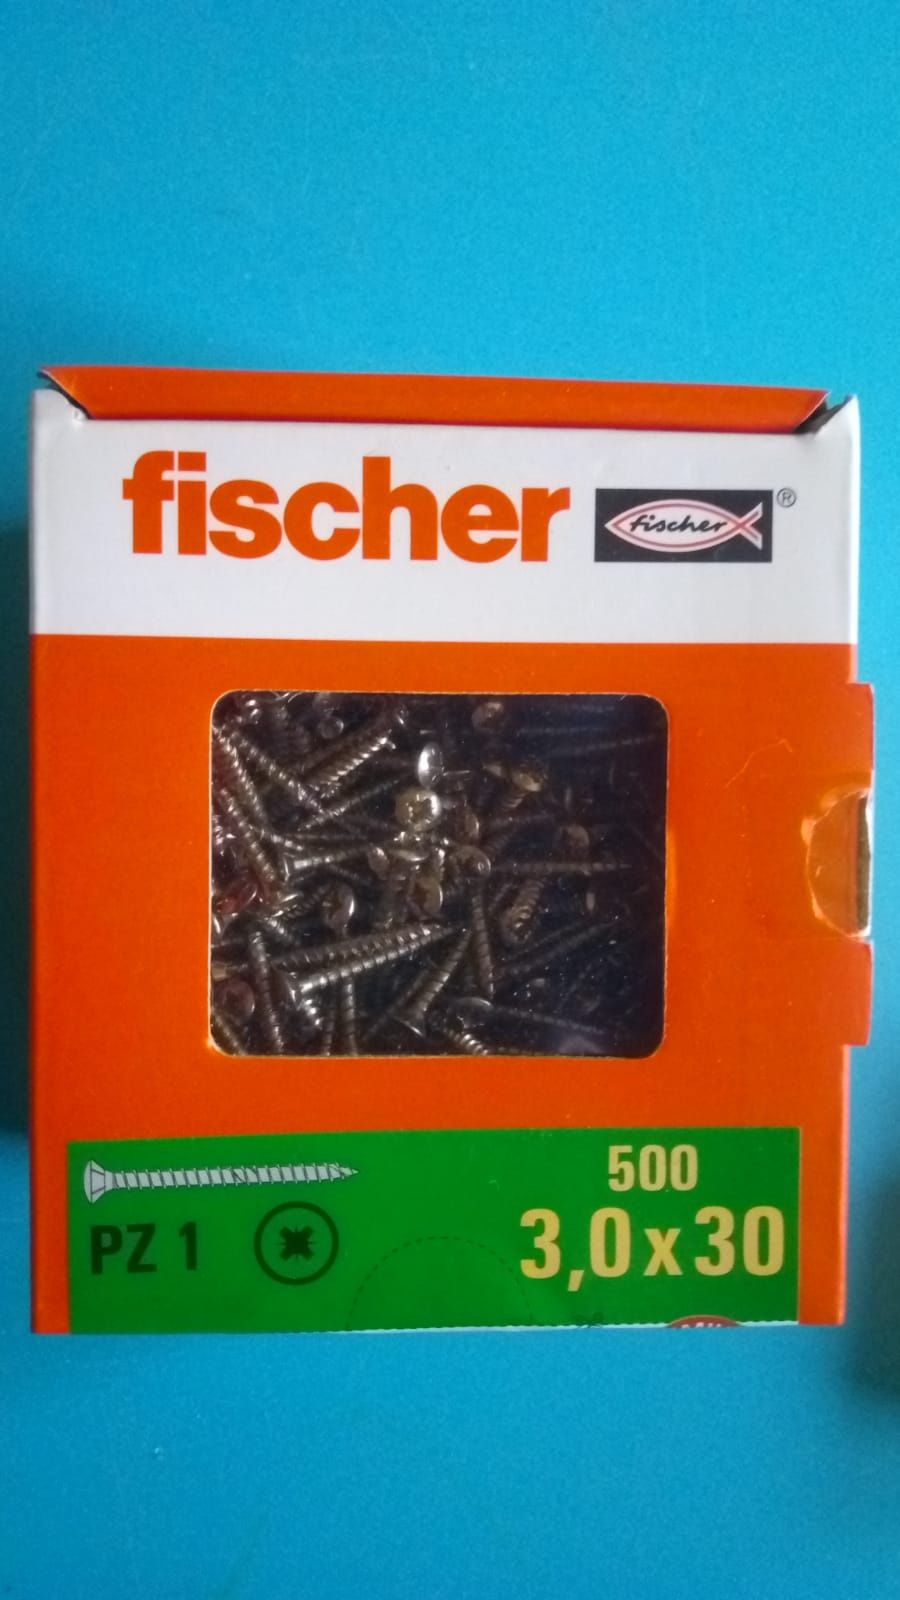 fischer
fischer ®
500
PZ 1
3,0 x 30